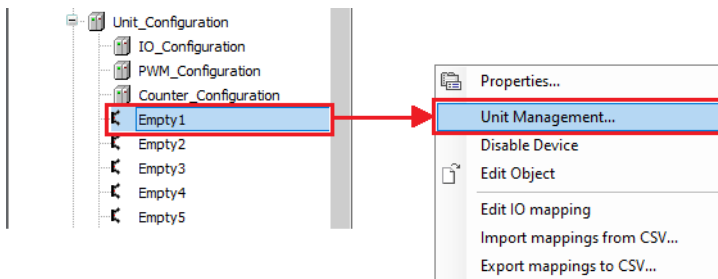 Unit_Configuration
IO_Configuration
PWM_Configuration
Counter_Configuration
Empty1
Empty2
Empty3
Empty4
Empty5
Properties...
Unit Management...
Disable Device
Edit Object
Edit IO mapping
Import mappings from CSV...
Export mappings to CSV...